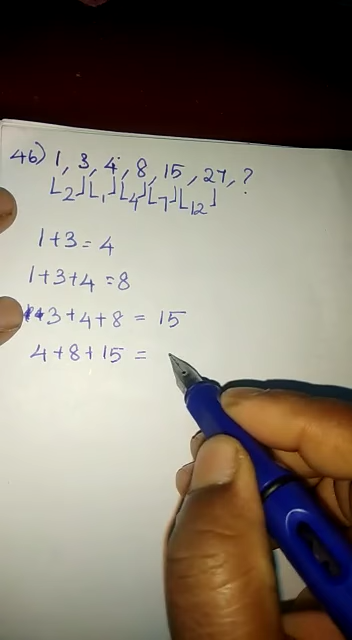 46) 1, 3, 4, 8, 15, 27, ?
2 1 4 7 12
1+3=4
1+3+4=8
3+4+8=15
4+8+15=